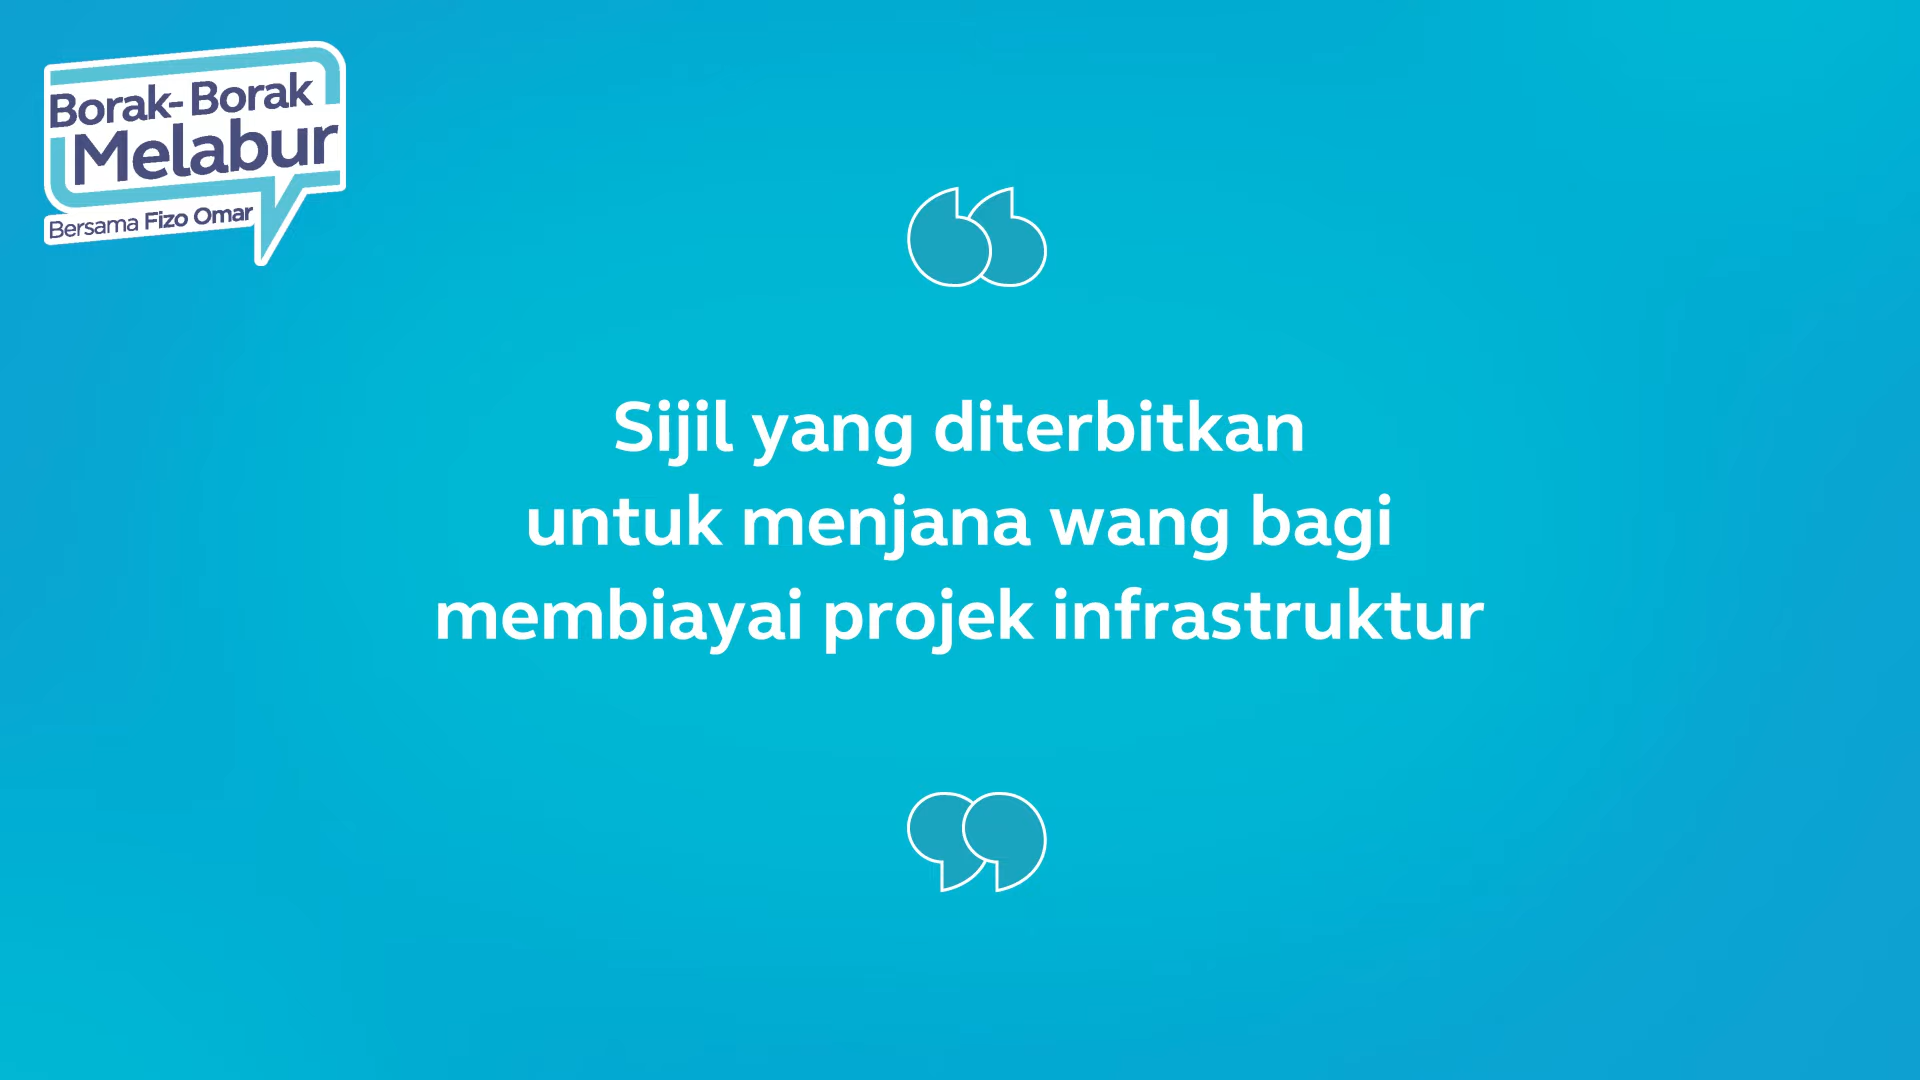 Borak-Borak
Melabur
Bersama Fizo Omar
Sijil yang diterbitkan
untuk menjana wang bagi
membiayai projek infrastruktur